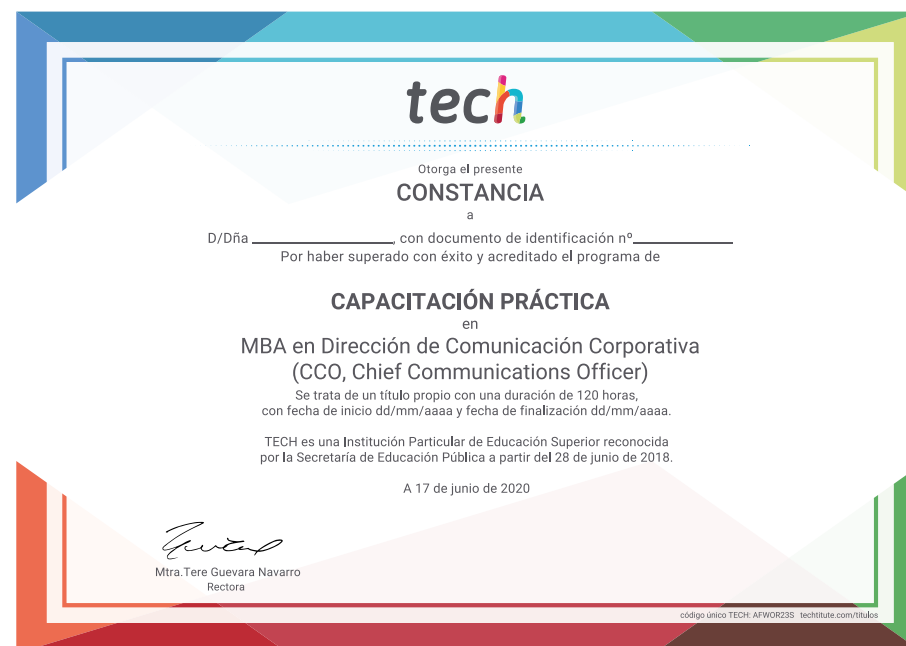 tech
Otorga el presente
CONSTANCIA
a
D/Dña ____________________, con documento de identificación nº______________
Por haber superado con éxito y acreditado el programa de
CAPACITACIÓN PRÁCTICA
en
MBA en Dirección de Comunicación Corporativa
(CCO, Chief Communications Officer)
Se trata de un título propio con una duración de 120 horas,
con fecha de inicio dd/mm/aaaa y fecha de finalización dd/mm/aaaa.
TECH es una Institución Particular de Educación Superior reconocida
por la Secretaría de Educación Pública a partir del 28 de junio de 2018.
A 17 de junio de 2020
Mtra.Tere Guevara Navarro
Rectora
código único TECH: AFWOR23S techtitute.com/titulos